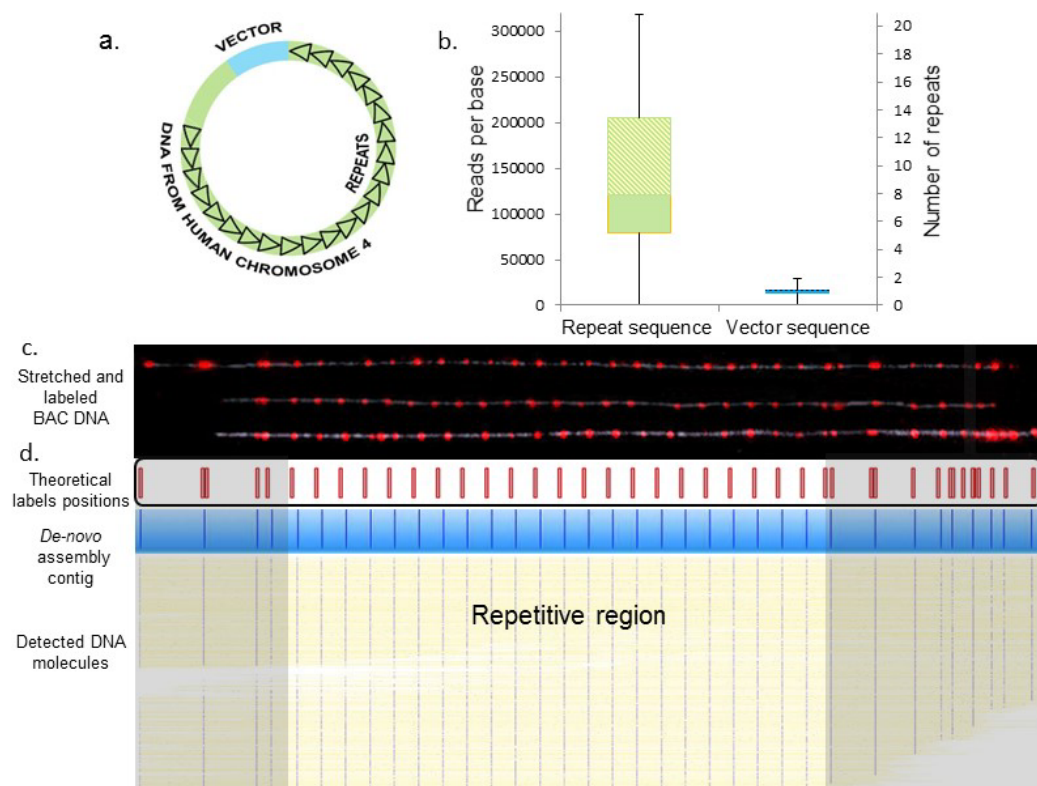 a.
VECTOR
REPEATS
DNA FROM HUMAN CHROMOSOME 4
b.
Reads per base
300000
250000
200000
150000
100000
50000
0
20
18
16
14
12
10
8
6
4
2
0
Number of repeats
Repeat sequence
Vector sequence
c.
Stretched and
labeled
BAC DNA
d.
Theoretical
labels positions
De-novo
assembly
contig
Repetitive region
Detected DNA
molecules